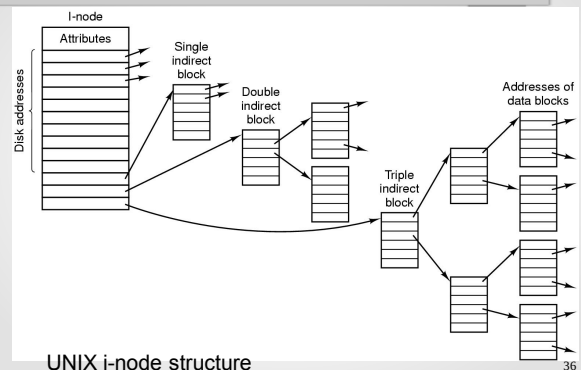 I-node
Attributes
Disk addresses
Single
indirect
block
Double
indirect
block
Triple
indirect
block
Addresses of
data blocks
UNIX i-node structure
36